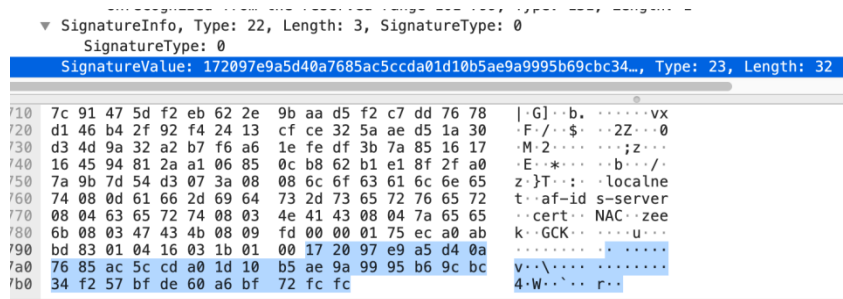 ▼ SignatureInfo, Type: 22, Length: 3, SignatureType: 0
SignatureType: 0
SignatureValue: 172097e9a5d40a7685ac5ccda01d10b5ae9a9995b69cbc34…, Type: 23, Length: 32
710 7c 91 47 5d f2 eb 62 2e 9b aa d5 f2 c7 dd 76 78 |·G]··b. ······vx
720 d1 46 b4 2f 92 f4 24 13 cf ce 32 5a ae d5 1a 30 ·F·/··$· ··2Z···0
730 d3 4d 9a 32 a2 b7 f6 a6 1e fe df 3b 7a 85 16 17 ·M·2···· ···;z···
740 16 45 94 81 2a a1 06 85 0c b8 62 b1 e1 8f 2f a0 ·E··*··· ··b···/·
750 7a 9b 7d 54 d3 07 3a 08 08 6c 6f 63 61 6c 6e 65 z·}T··:· ·localne
760 74 08 0d 61 66 2d 69 64 73 2d 73 65 72 76 65 72 t··af-id s-server
770 08 04 63 65 72 74 08 03 4e 41 43 08 04 7a 65 65 ··cert·· NAC··zee
780 6b 08 03 47 43 4b 08 09 fd 00 00 01 75 ec a0 ab k··GCK·· ····u···
790 bd 83 01 04 16 03 1b 01 00 17 20 97 e9 a5 d4 0a ········ ·· ·····
7a0 76 85 ac 5c cd a0 1d 10 b5 ae 9a 99 95 b6 9c bc v··\···· ········
7b0 34 f2 57 bf de 60 a6 bf 72 fc fc 4·W··`·· r··